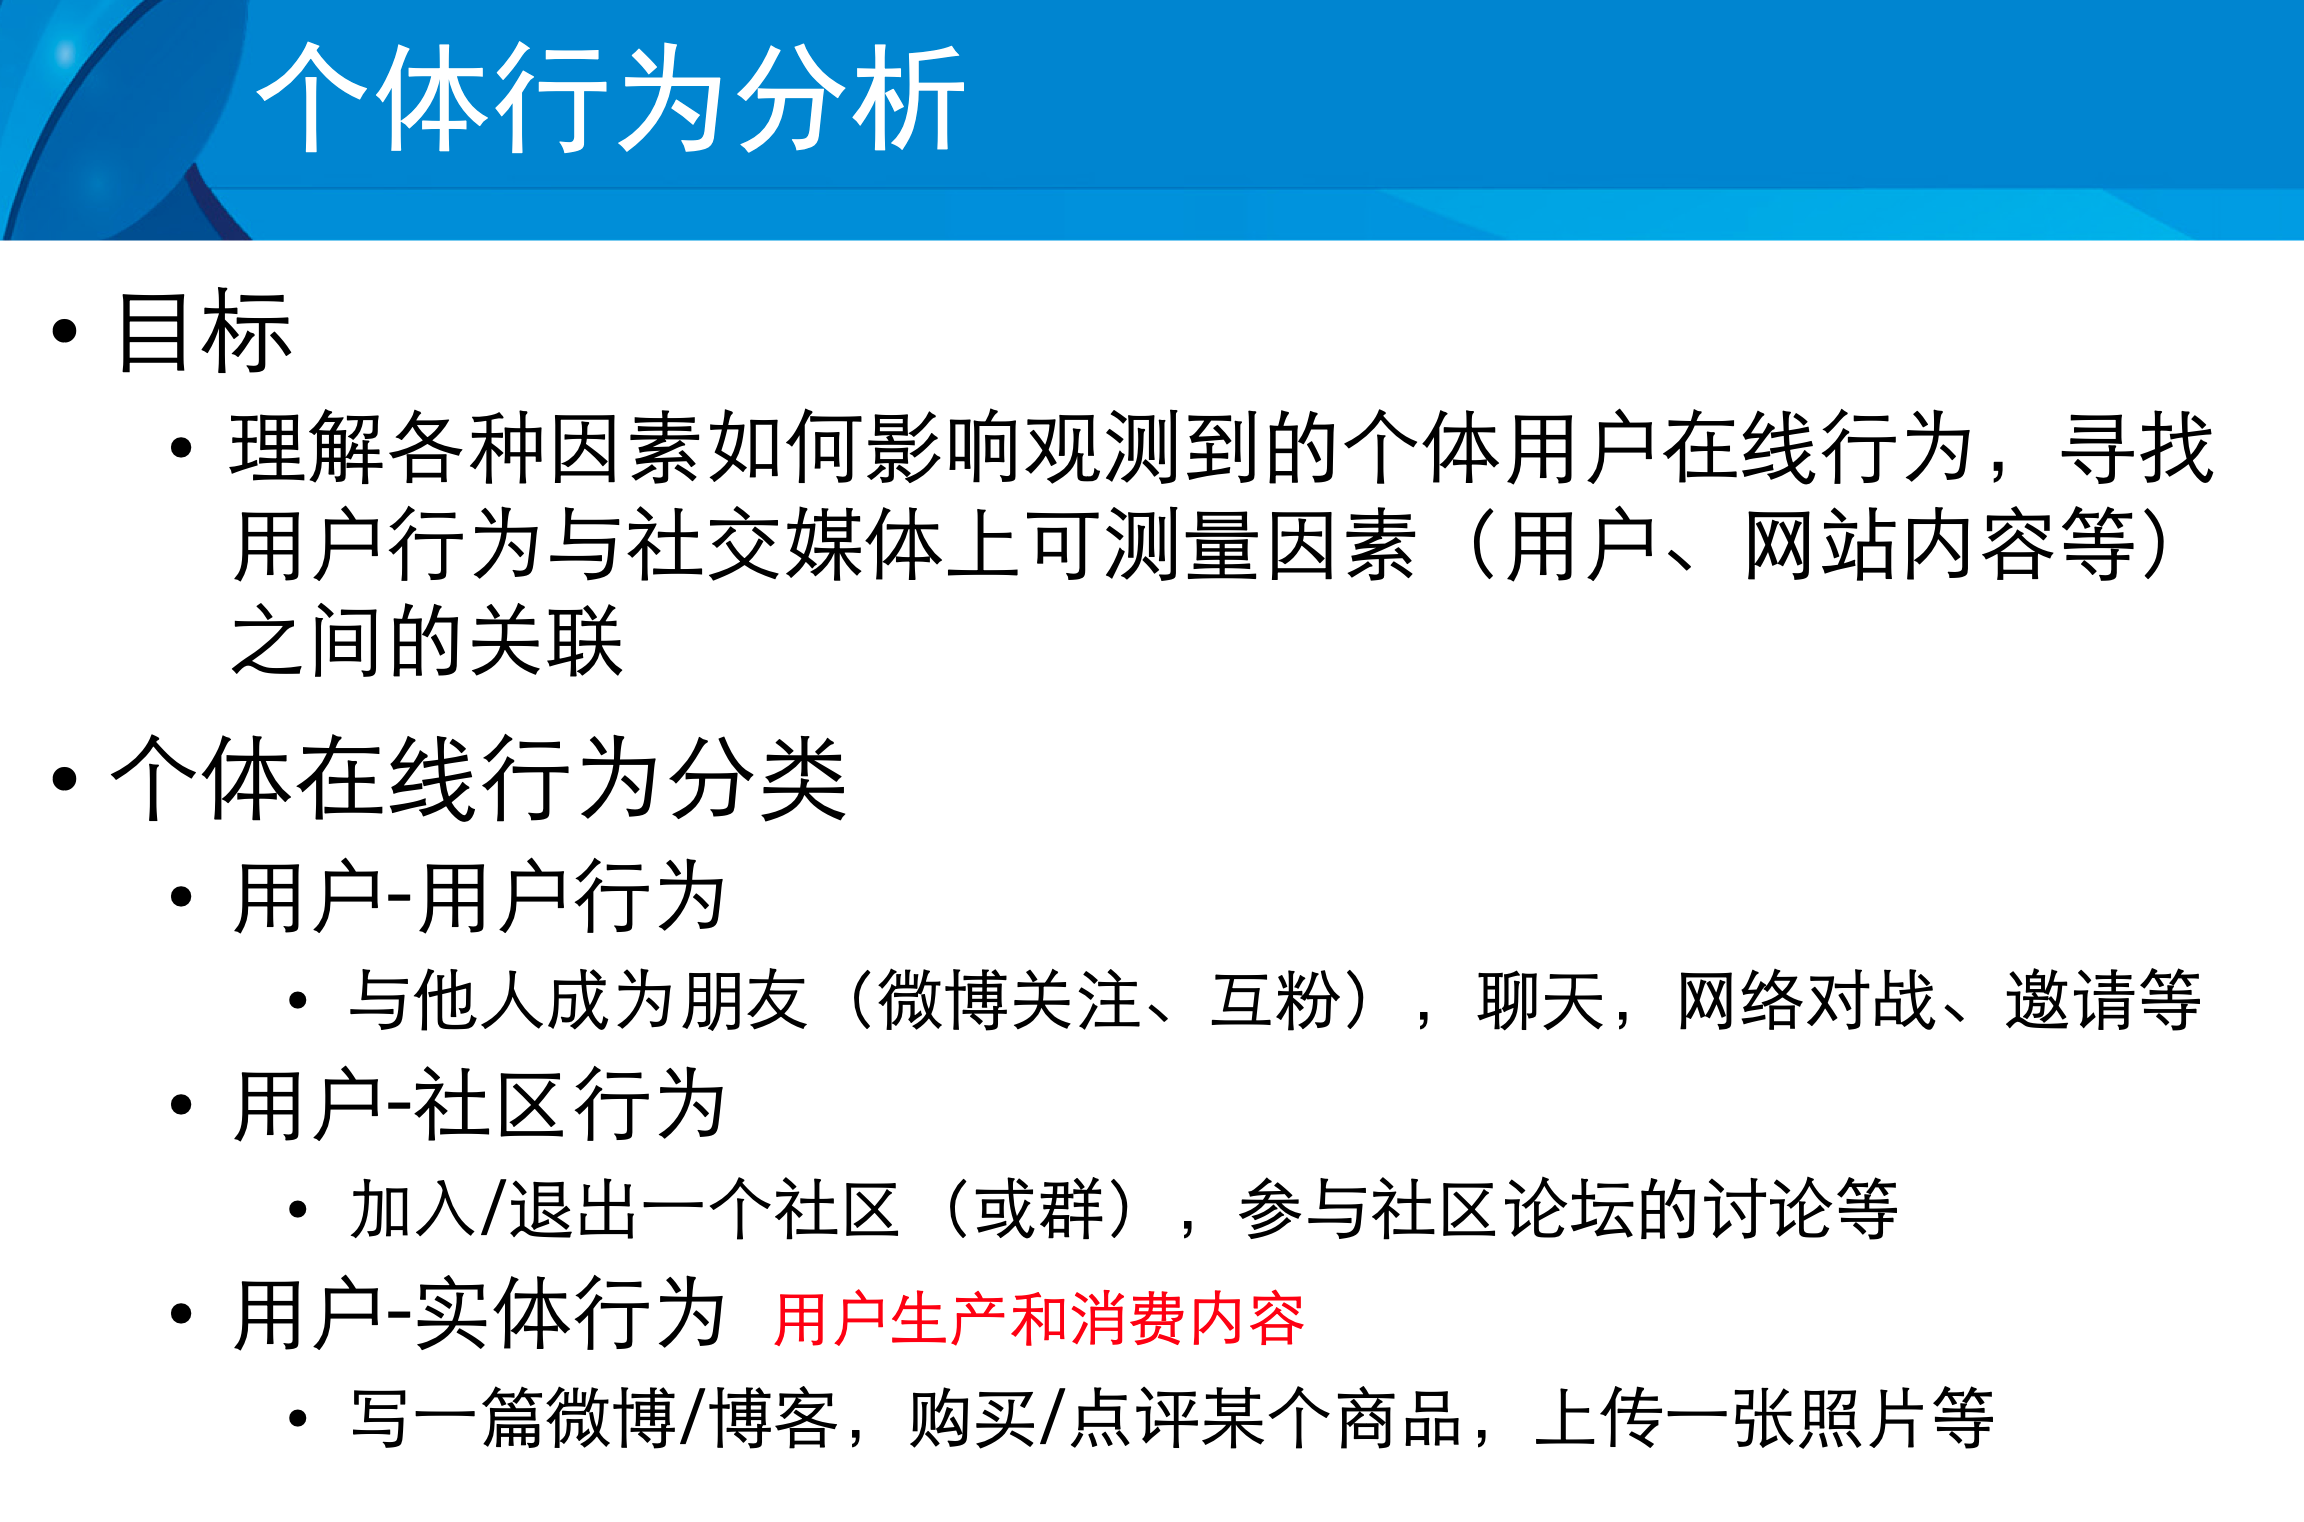 个体行为分析
• 目标
• 理解各种因素如何影响观测到的个体用户在线行为，寻找
用户行为与社交媒体上可测量因素（用户、网站内容等）
之间的关联
• 个体在线行为分类
• 用户-用户行为
• 与他人成为朋友（微博关注、互粉），聊天，网络对战、邀请等
• 用户-社区行为
• 加入/退出一个社区（或群），参与社区论坛的讨论等
• 用户-实体行为 用户生产和消费内容
• 写一篇微博/博客，购买/点评某个商品，上传一张照片等